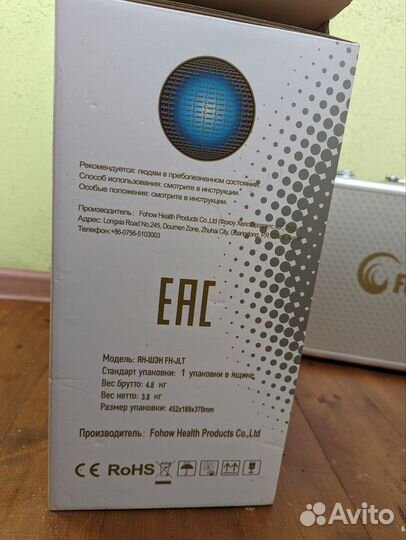 Рекомендуется: людям в преболезненном состоянии.
Способ использования: смотрите в инструкции.
Особые положения: смотрите в инструкции.
Производитель: Fohow Health Products Co.,Ltd
Адрес: Longxia Road No.245, Doumen Zone, Zhuhai City, Guangdong, P.R
Телефон:+86-0756-5103003
EAC
Модель: ЯН-ШЭН FH-JLT
Стандарт упаковки: 1 упаковки в ящике
Вес брутто: 4.8 кг
Вес нетто: 3.8 кг
Размер упаковки: 452x189x370mm
Производитель: Fohow Health Products Co.,Ltd
CE RoHS
F
Avito